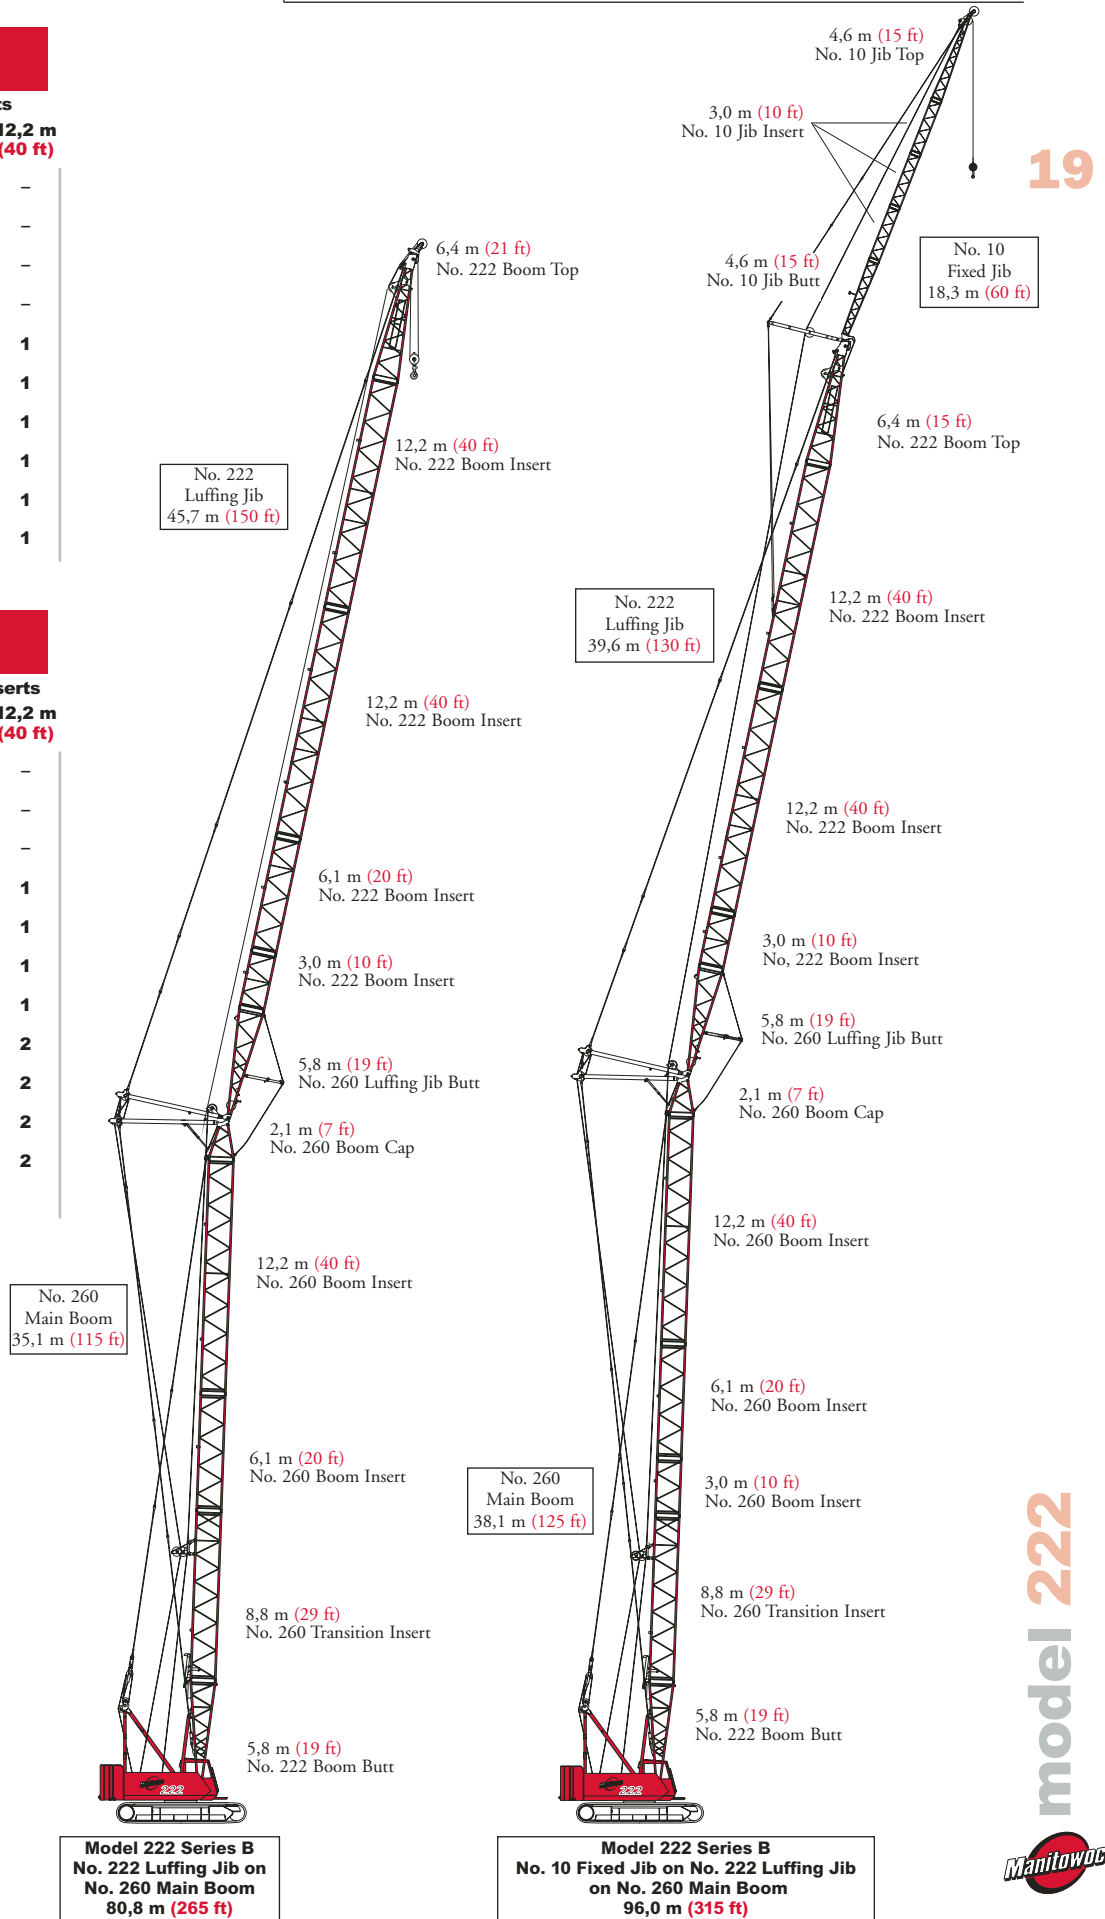 ts
12,2 m
(40 ft)
–
–
–
–
1
1
1
1
1
1
serts
12,2 m
(40 ft)
–
–
–
1
1
1
1
2
2
2
2
6,4 m (21 ft)
No. 222 Boom Top
12,2 m (40 ft)
No. 222 Boom Insert
No. 222
Luffing Jib
45,7 m (150 ft)
12,2 m (40 ft)
No. 222 Boom Insert
6,1 m (20 ft)
No. 222 Boom Insert
3,0 m (10 ft)
No. 222 Boom Insert
5,8 m (19 ft)
No. 260 Luffing Jib Butt
2,1 m (7 ft)
No. 260 Boom Cap
12,2 m (40 ft)
No. 260 Boom Insert
No. 260
Main Boom
35,1 m (115 ft)
6,1 m (20 ft)
No. 260 Boom Insert
8,8 m (29 ft)
No. 260 Transition Insert
5,8 m (19 ft)
No. 222 Boom Butt
Manitowoc
222
Model 222 Series B
No. 222 Luffing Jib on
No. 260 Main Boom
80,8 m (265 ft)
4,6 m (15 ft)
No. 10 Jib Top
3,0 m (10 ft)
No. 10 Jib Insert
4,6 m (15 ft)
No. 10 Jib Butt
No. 10
Fixed Jib
18,3 m (60 ft)
6,4 m (15 ft)
No. 222 Boom Top
12,2 m (40 ft)
No. 222 Boom Insert
No. 222
Luffing Jib
39,6 m (130 ft)
12,2 m (40 ft)
No. 222 Boom Insert
3,0 m (10 ft)
No, 222 Boom Insert
5,8 m (19 ft)
No. 260 Luffing Jib Butt
2,1 m (7 ft)
No. 260 Boom Cap
12,2 m (40 ft)
No. 260 Boom Insert
6,1 m (20 ft)
No. 260 Boom Insert
No. 260
Main Boom
38,1 m (125 ft)
3,0 m (10 ft)
No. 260 Boom Insert
8,8 m (29 ft)
No. 260 Transition Insert
5,8 m (19 ft)
No. 222 Boom Butt
Manitowoc
222
Model 222 Series B
No. 10 Fixed Jib on No. 222 Luffing Jib
on No. 260 Main Boom
96,0 m (315 ft)
19
model 222
Manitowoc